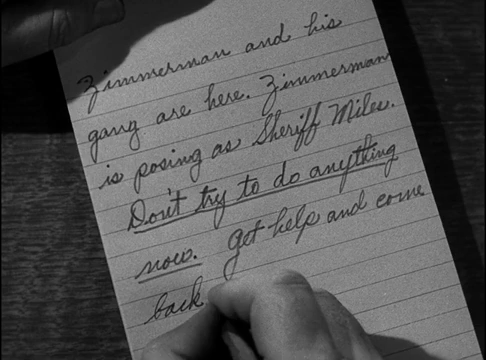 Zimmerman and his
gang are here. Zimmerman
is posing as Sheriff Miles.
Don't try to do anything
now. Get help and come
back